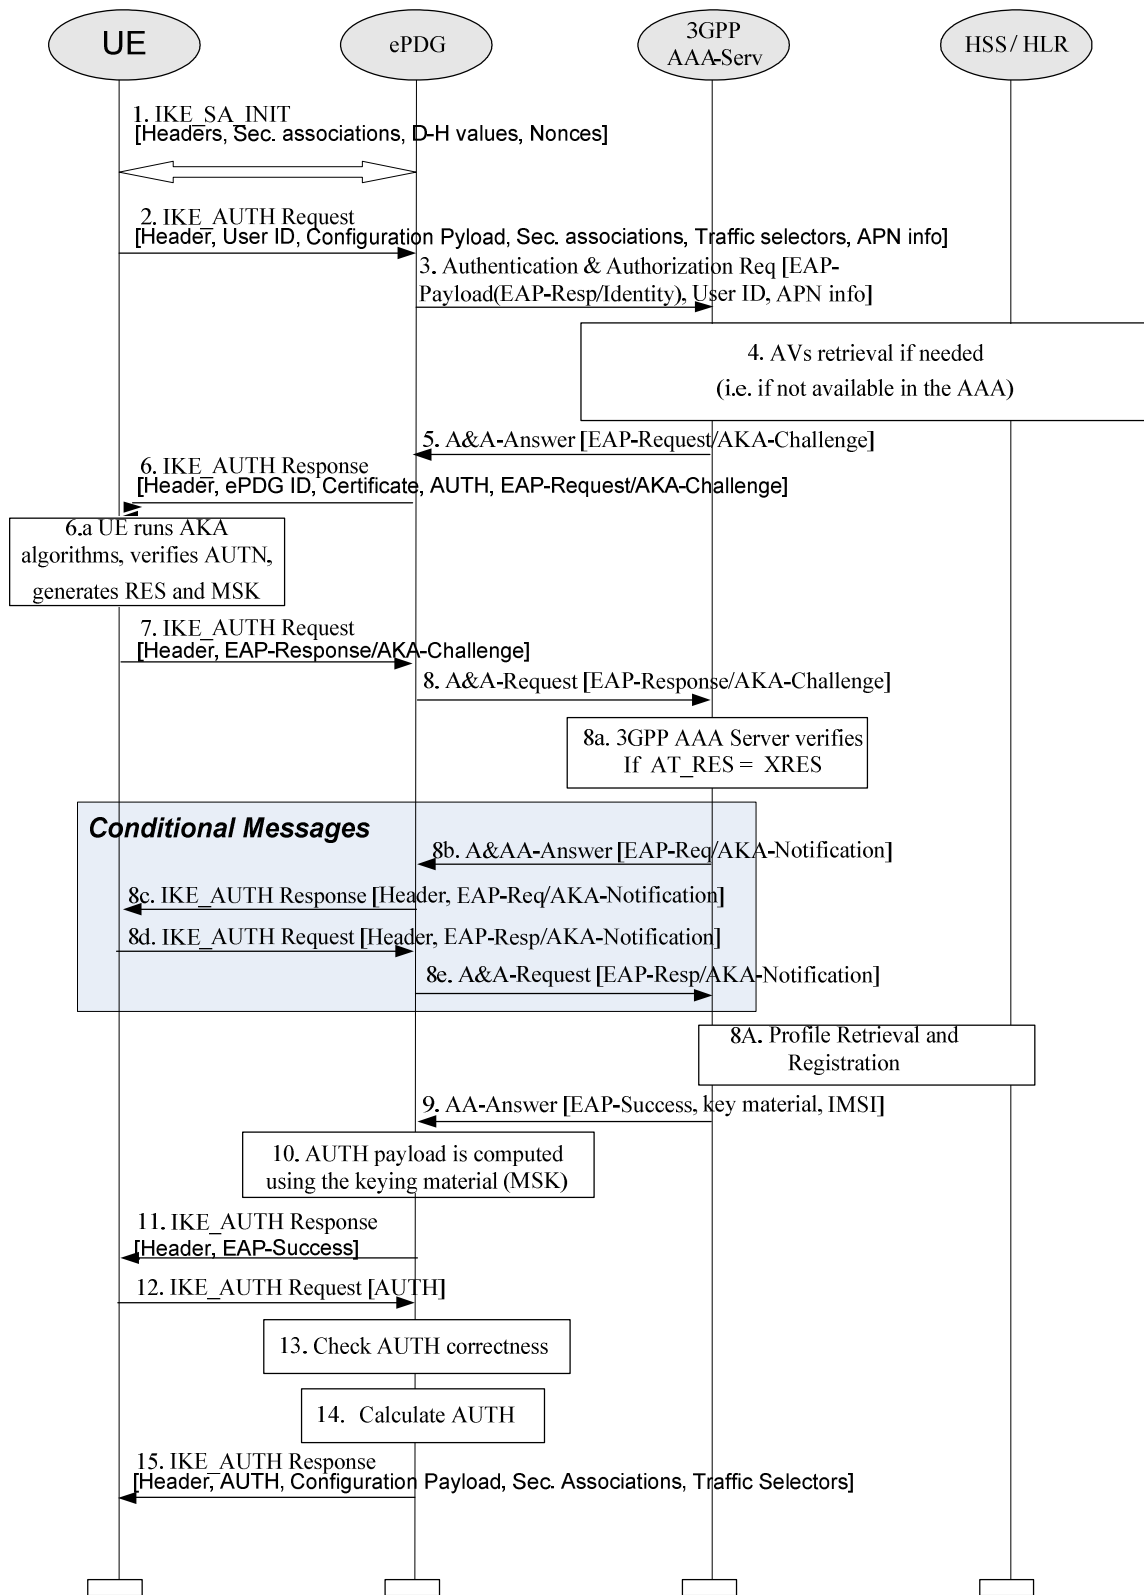 UE
ePDG
3GPP
AAA-Serv
HSS / HLR
1. IKE_SA_INIT
[Headers, Sec. associations, D-H values, Nonces]
2. IKE_AUTH Request
[Header, User ID, Configuration Pyload, Sec. associations, Traffic selectors, APN info]
3. Authentication & Authorization Req [EAP-
Payload(EAP-Resp/Identity), User ID, APN info]
4. AVs retrieval if needed
(i.e. if not available in the AAA)
5. A&A-Answer [EAP-Request/AKA-Challenge]
6. IKE_AUTH Response
[Header, ePDG ID, Certificate, AUTH, EAP-Request/AKA-Challenge]
6.a UE runs AKA
algorithms, verifies AUTN,
generates RES and MSK
7. IKE_AUTH Request
[Header, EAP-Response/AKA-Challenge]
8. A&A-Request [EAP-Response/AKA-Challenge]
8a. 3GPP AAA Server verifies
If AT_RES = XRES
Conditional Messages
8b. A&AA-Answer [EAP-Req/AKA-Notification]
8c. IKE_AUTH Response [Header, EAP-Req/AKA-Notification]
8d. IKE_AUTH Request [Header, EAP-Resp/AKA-Notification]
8e. A&A-Request [EAP-Resp/AKA-Notification]
8A. Profile Retrieval and
Registration
9. AA-Answer [EAP-Success, key material, IMSI]
10. AUTH payload is computed
using the keying material (MSK)
11. IKE_AUTH Response
[Header, EAP-Success]
12. IKE_AUTH Request [AUTH]
13. Check AUTH correctness
14. Calculate AUTH
15. IKE_AUTH Response
[Header, AUTH, Configuration Payload, Sec. Associations, Traffic Selectors]